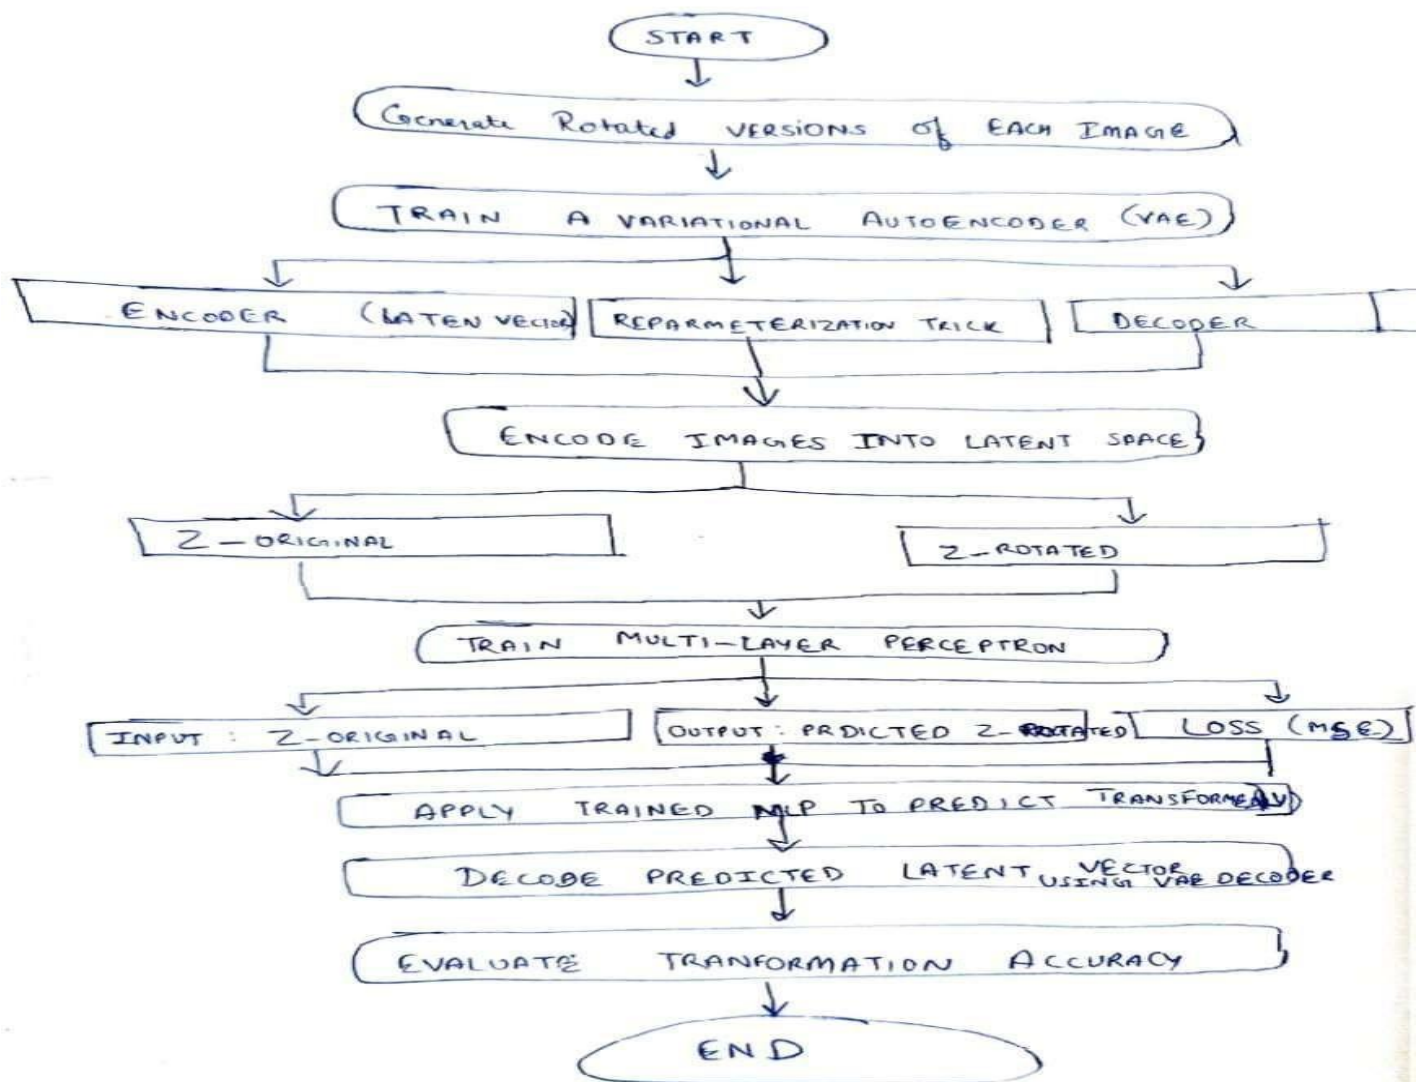 START
Generate Rotated VERSIONS of EACH IMAGE
TRAIN A VARIATIONAL AUTOENCODER (VAE)
ENCODER (LATEN VECTOR)
REPARMETERIZATION TRICK
DECODER
ENCODE IMAGES INTO LATENT SPACE
Z-ORIGINAL
Z-ROTATED
TRAIN MULTI-LAYER PERCEPTRON
INPUT : Z-ORIGINAL
OUTPUT : PRDICTED Z-ROTATED
LOSS (MSE)
APPLY TRAINED MLP TO PREDICT TRANSFORMED
DECODE PREDICTED LATENT VECTOR
USING VAE DECODER
EVALUATE TRANFORMATION ACCURACY
END